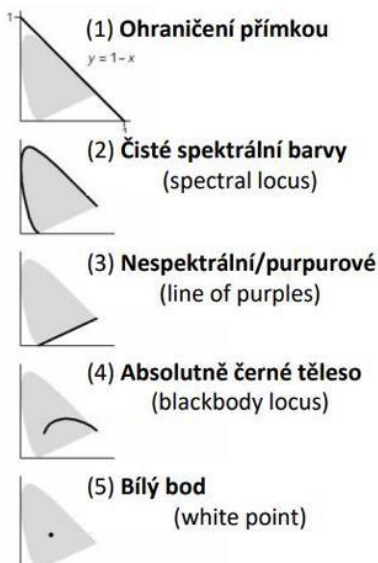 1
(1) Ohraničení přímkou
y = 1 – x
1
(2) Čisté spektrální barvy
(spectral locus)
(3) Nespektrální/purpurové
(line of purples)
(4) Absolutně černé těleso
(blackbody locus)
(5) Bílý bod
(white point)